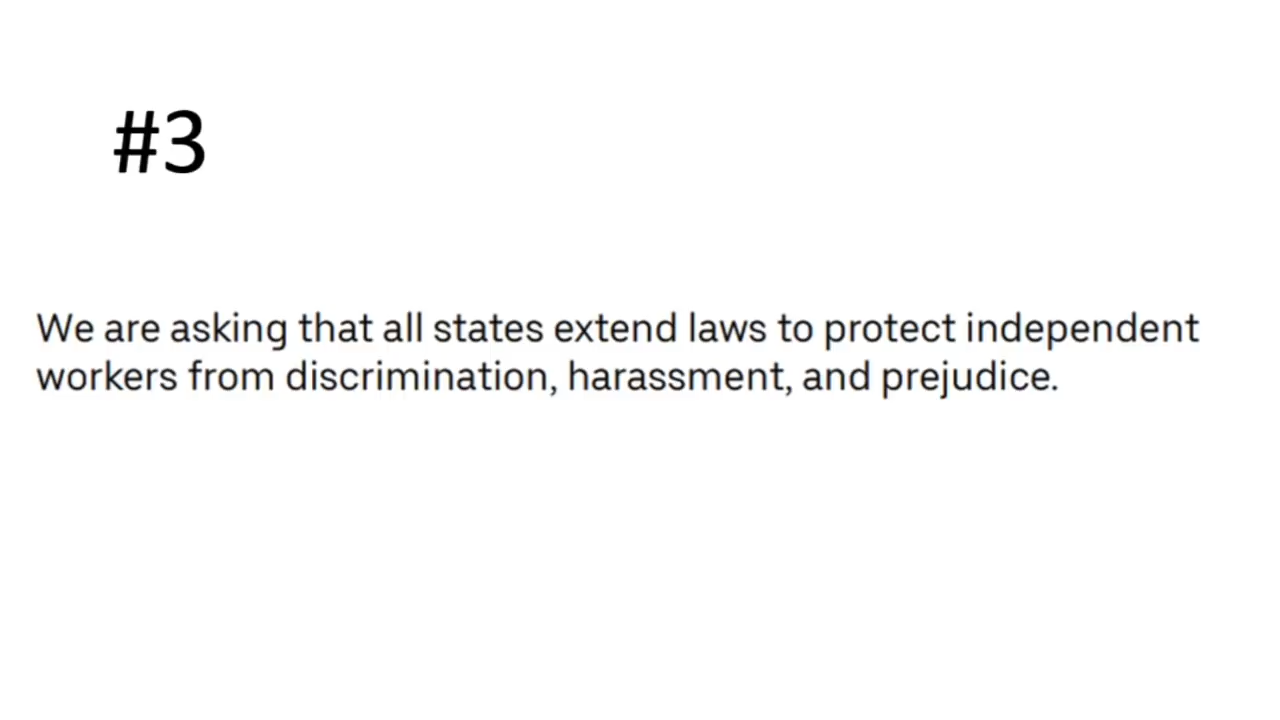 #3
We are asking that all states extend laws to protect independent
workers from discrimination, harassment, and prejudice.